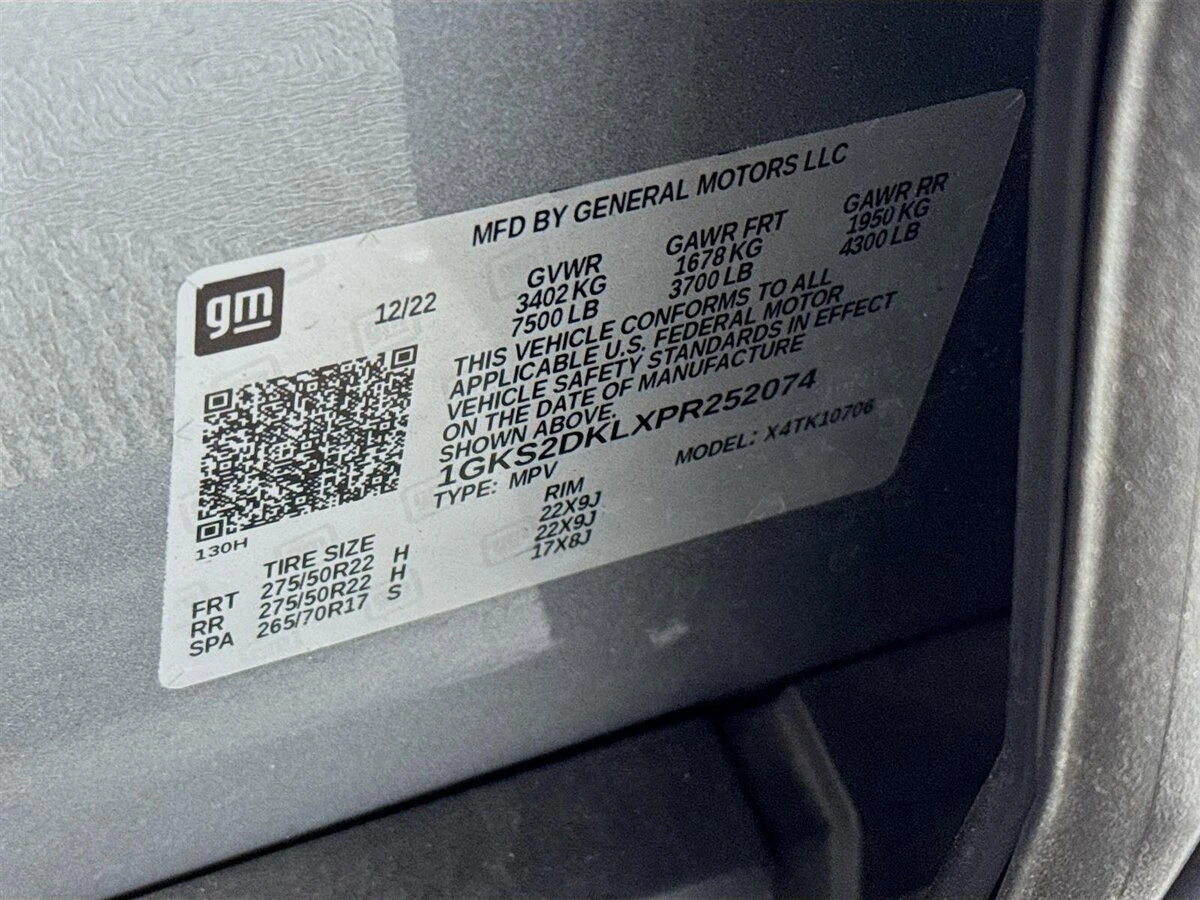 MFD BY GENERAL MOTORS LLC
gm
12/22
GVWR GAWR FRT GAWR RR
3402 KG 1678 KG 1950 KG
7500 LB 3700 LB 4300 LB
THIS VEHICLE CONFORMS TO ALL
APPLICABLE U.S. FEDERAL MOTOR
VEHICLE SAFETY STANDARDS IN EFFECT
ON THE DATE OF MANUFACTURE
SHOWN ABOVE.
1GKS2DKLXPR252074
TYPE: MPV MODEL: X4TK10706
130H
TIRE SIZE RIM
FRT 275/50R22 H 22X9J
RR 275/50R22 H 22X9J
SPA 265/70R17 S 17X8J